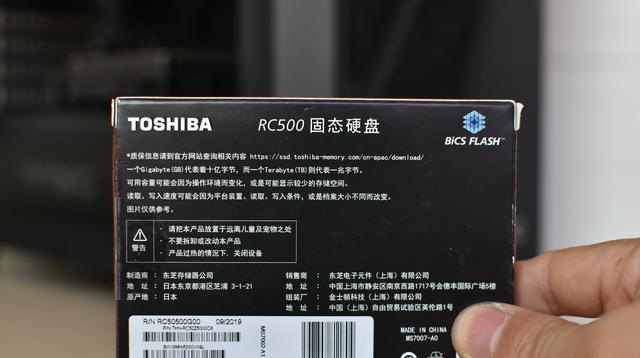 TOSHIBA RC500 固态硬盘
BiCS FLASH™
*质保信息请到官方网站查询相关内容 https://ssd.toshiba-memory.com/cn-apac/download/
一个Gigabyte(GB)代表着十亿字节，而一个Terabyte(TB)则代表一兆字节。
可用容量可能会因为操作环境而变化，或是可能显示较少的存储空间。
读取、写入速度可能会因为平台装置、读取、写入条件，或是档案大小不同而改变。
图片仅供参考。
请把本产品放置于远离儿童及宠物之处
警告 不要拆卸或改动本产品
产品过热的情况下、关闭设备
制造商： 东芝存储器公司
地 址： 日本东京都港区芝浦 3-1-21
原产地： 日本
销售商： 东芝电子元件（上海）有限公司
地 址： 中国上海市静安区南京西路1717号会德丰国际广场5楼
组装厂： 金士顿科技（上海）有限公司
地 址： 中国（上海）自由贸易试验区英伦路1号
R/N RC50500G00 09/2019
MADE IN CHINA
MS7007-A0